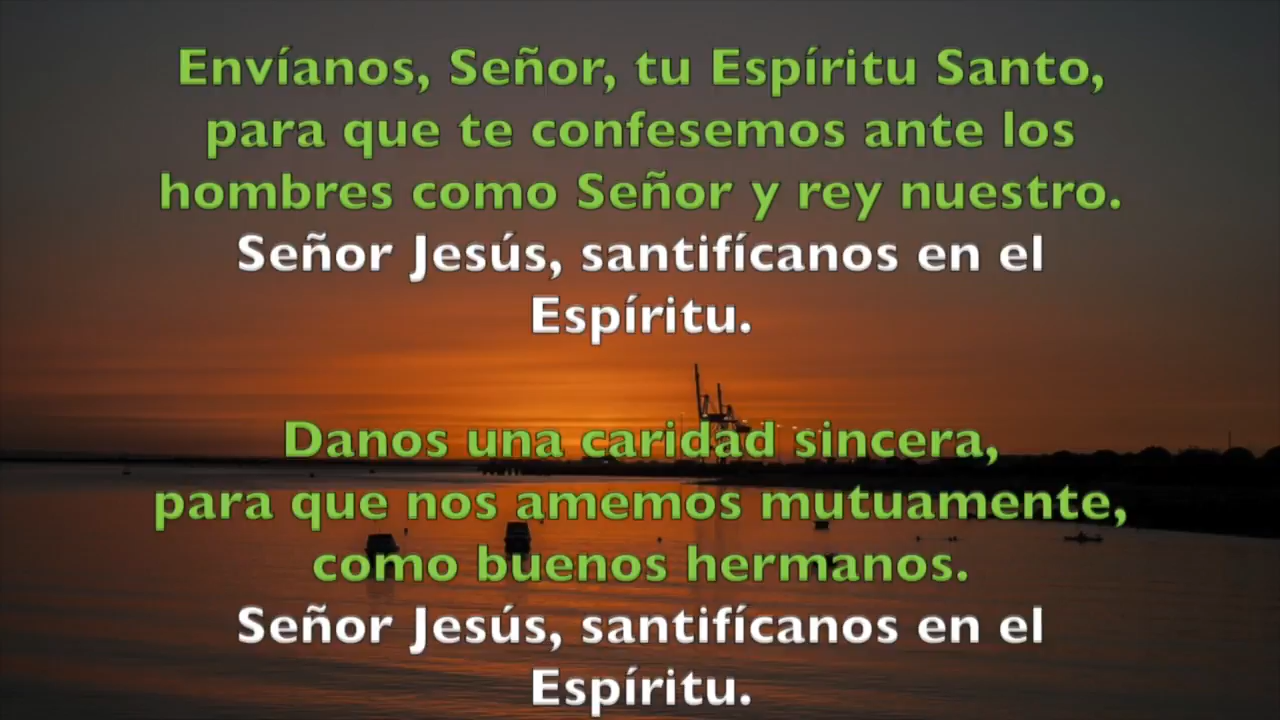 Envíanos, Señor, tu Espíritu Santo,
para que te confesemos ante los
hombres como Señor y rey nuestro.
Señor Jesús, santifícanos en el
Espíritu.
Danos una caridad sincera,
para que nos amemos mutuamente,
como buenos hermanos.
Señor Jesús, santifícanos en el
Espíritu.